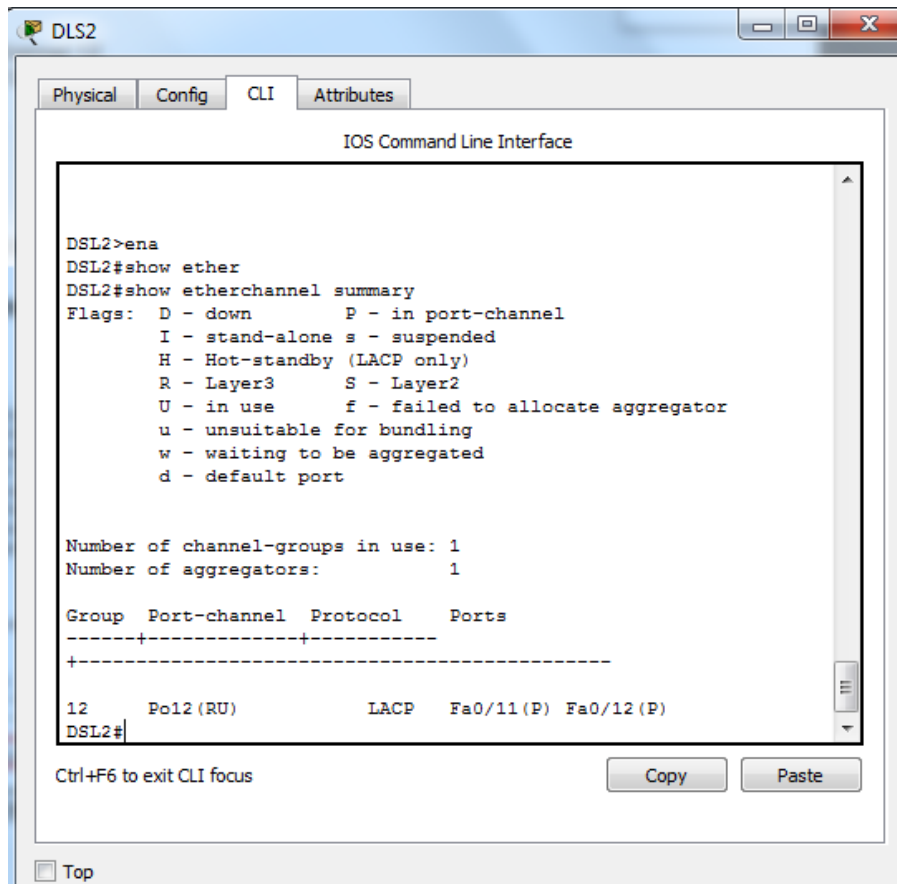 DLS2
Physical Config CLI Attributes
IOS Command Line Interface
DSL2>ena
DSL2#show ether
DSL2#show etherchannel summary
Flags:  D - down        P - in port-channel
        I - stand-alone s - suspended
        H - Hot-standby (LACP only)
        R - Layer3      S - Layer2
        U - in use      f - failed to allocate aggregator
        u - unsuitable for bundling
        w - waiting to be aggregated
        d - default port
Number of channel-groups in use: 1
Number of aggregators:           1
Group  Port-channel  Protocol    Ports
------+-------------+-----------
+----------------------------------------------
12     Po12(RU)           LACP   Fa0/11(P) Fa0/12(P)
DSL2#
Ctrl+F6 to exit CLI focus Copy Paste
Top